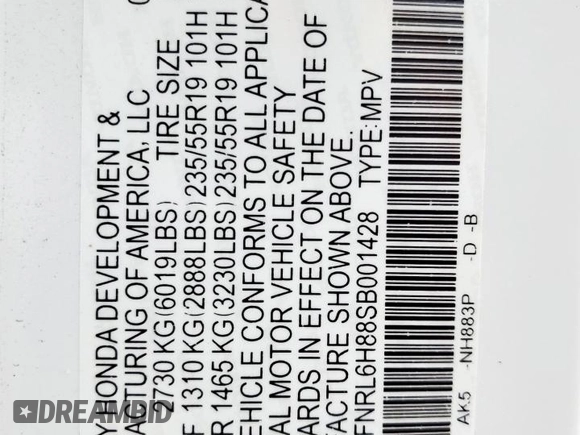 Y HONDA DEVELOPMENT &
ACTURING OF AMERICA, LLC
2730 KG(6019LBS) TIRE SIZE
F 1310 KG(2888LBS) 235/55R19 101H
R 1465 KG(3230LBS) 235/55R19 101H
EHICLE CONFORMS TO ALL APPLICA
AL MOTOR VEHICLE SAFETY
ARDS IN EFFECT ON THE DATE OF
FACTURE SHOWN ABOVE.
FNRL6H88SB001428 TYPE:MPV
AK5 -NH883P -D -B
DREAMBID